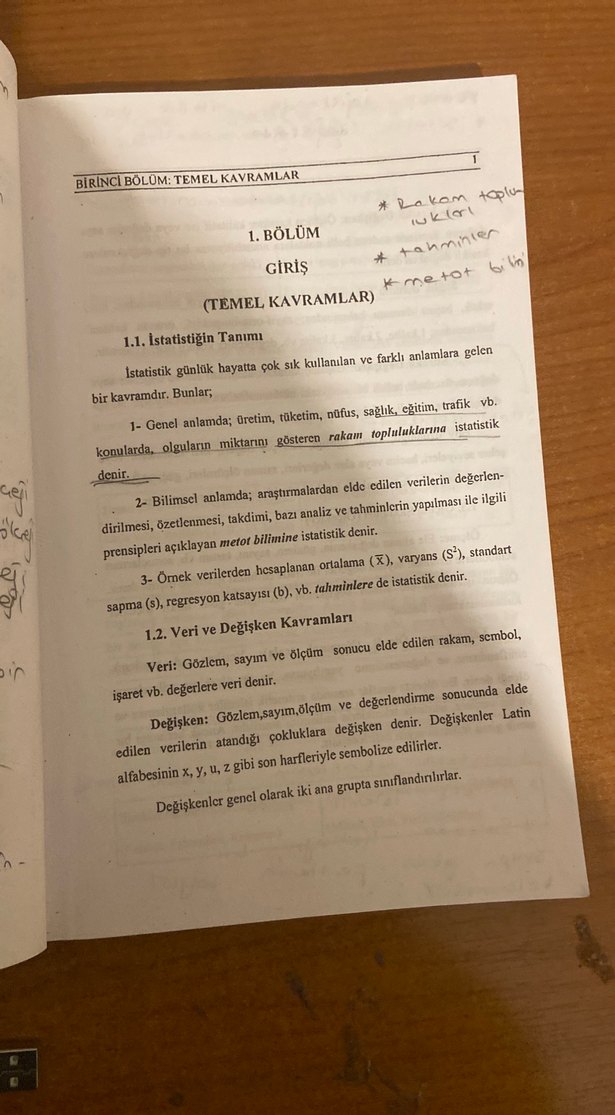 BİRİNCİ BÖLÜM: TEMEL KAVRAMLAR 1
* Rakam toplu
lukları
* tahminler
* metot bilimi
1. BÖLÜM
GİRİŞ
(TEMEL KAVRAMLAR)
1.1. İstatistiğin Tanımı
İstatistik günlük hayatta çok sık kullanılan ve farklı anlamlara gelen
bir kavramdır. Bunlar;
1- Genel anlamda; üretim, tüketim, nüfus, sağlık, eğitim, trafik vb.
konularda, olguların miktarını gösteren rakam topluluklarına istatistik
denir.
2- Bilimsel anlamda; araştırmalardan elde edilen verilerin değerlen-
dirilmesi, özetlenmesi, takdimi, bazı analiz ve tahminlerin yapılması ile ilgili
prensipleri açıklayan metot bilimine istatistik denir.
3- Örnek verilerden hesaplanan ortalama (X̅), varyans (S²), standart
sapma (s), regresyon katsayısı (b), vb. tahminlere de istatistik denir.
1.2. Veri ve Değişken Kavramları
Veri: Gözlem, sayım ve ölçüm sonucu elde edilen rakam, sembol,
işaret vb. değerlere veri denir.
Değişken: Gözlem,sayım,ölçüm ve değerlendirme sonucunda elde
edilen verilerin atandığı çokluklara değişken denir. Değişkenler Latin
alfabesinin x, y, u, z gibi son harfleriyle sembolize edilirler.
Değişkenler genel olarak iki ana grupta sınıflandırılırlar.